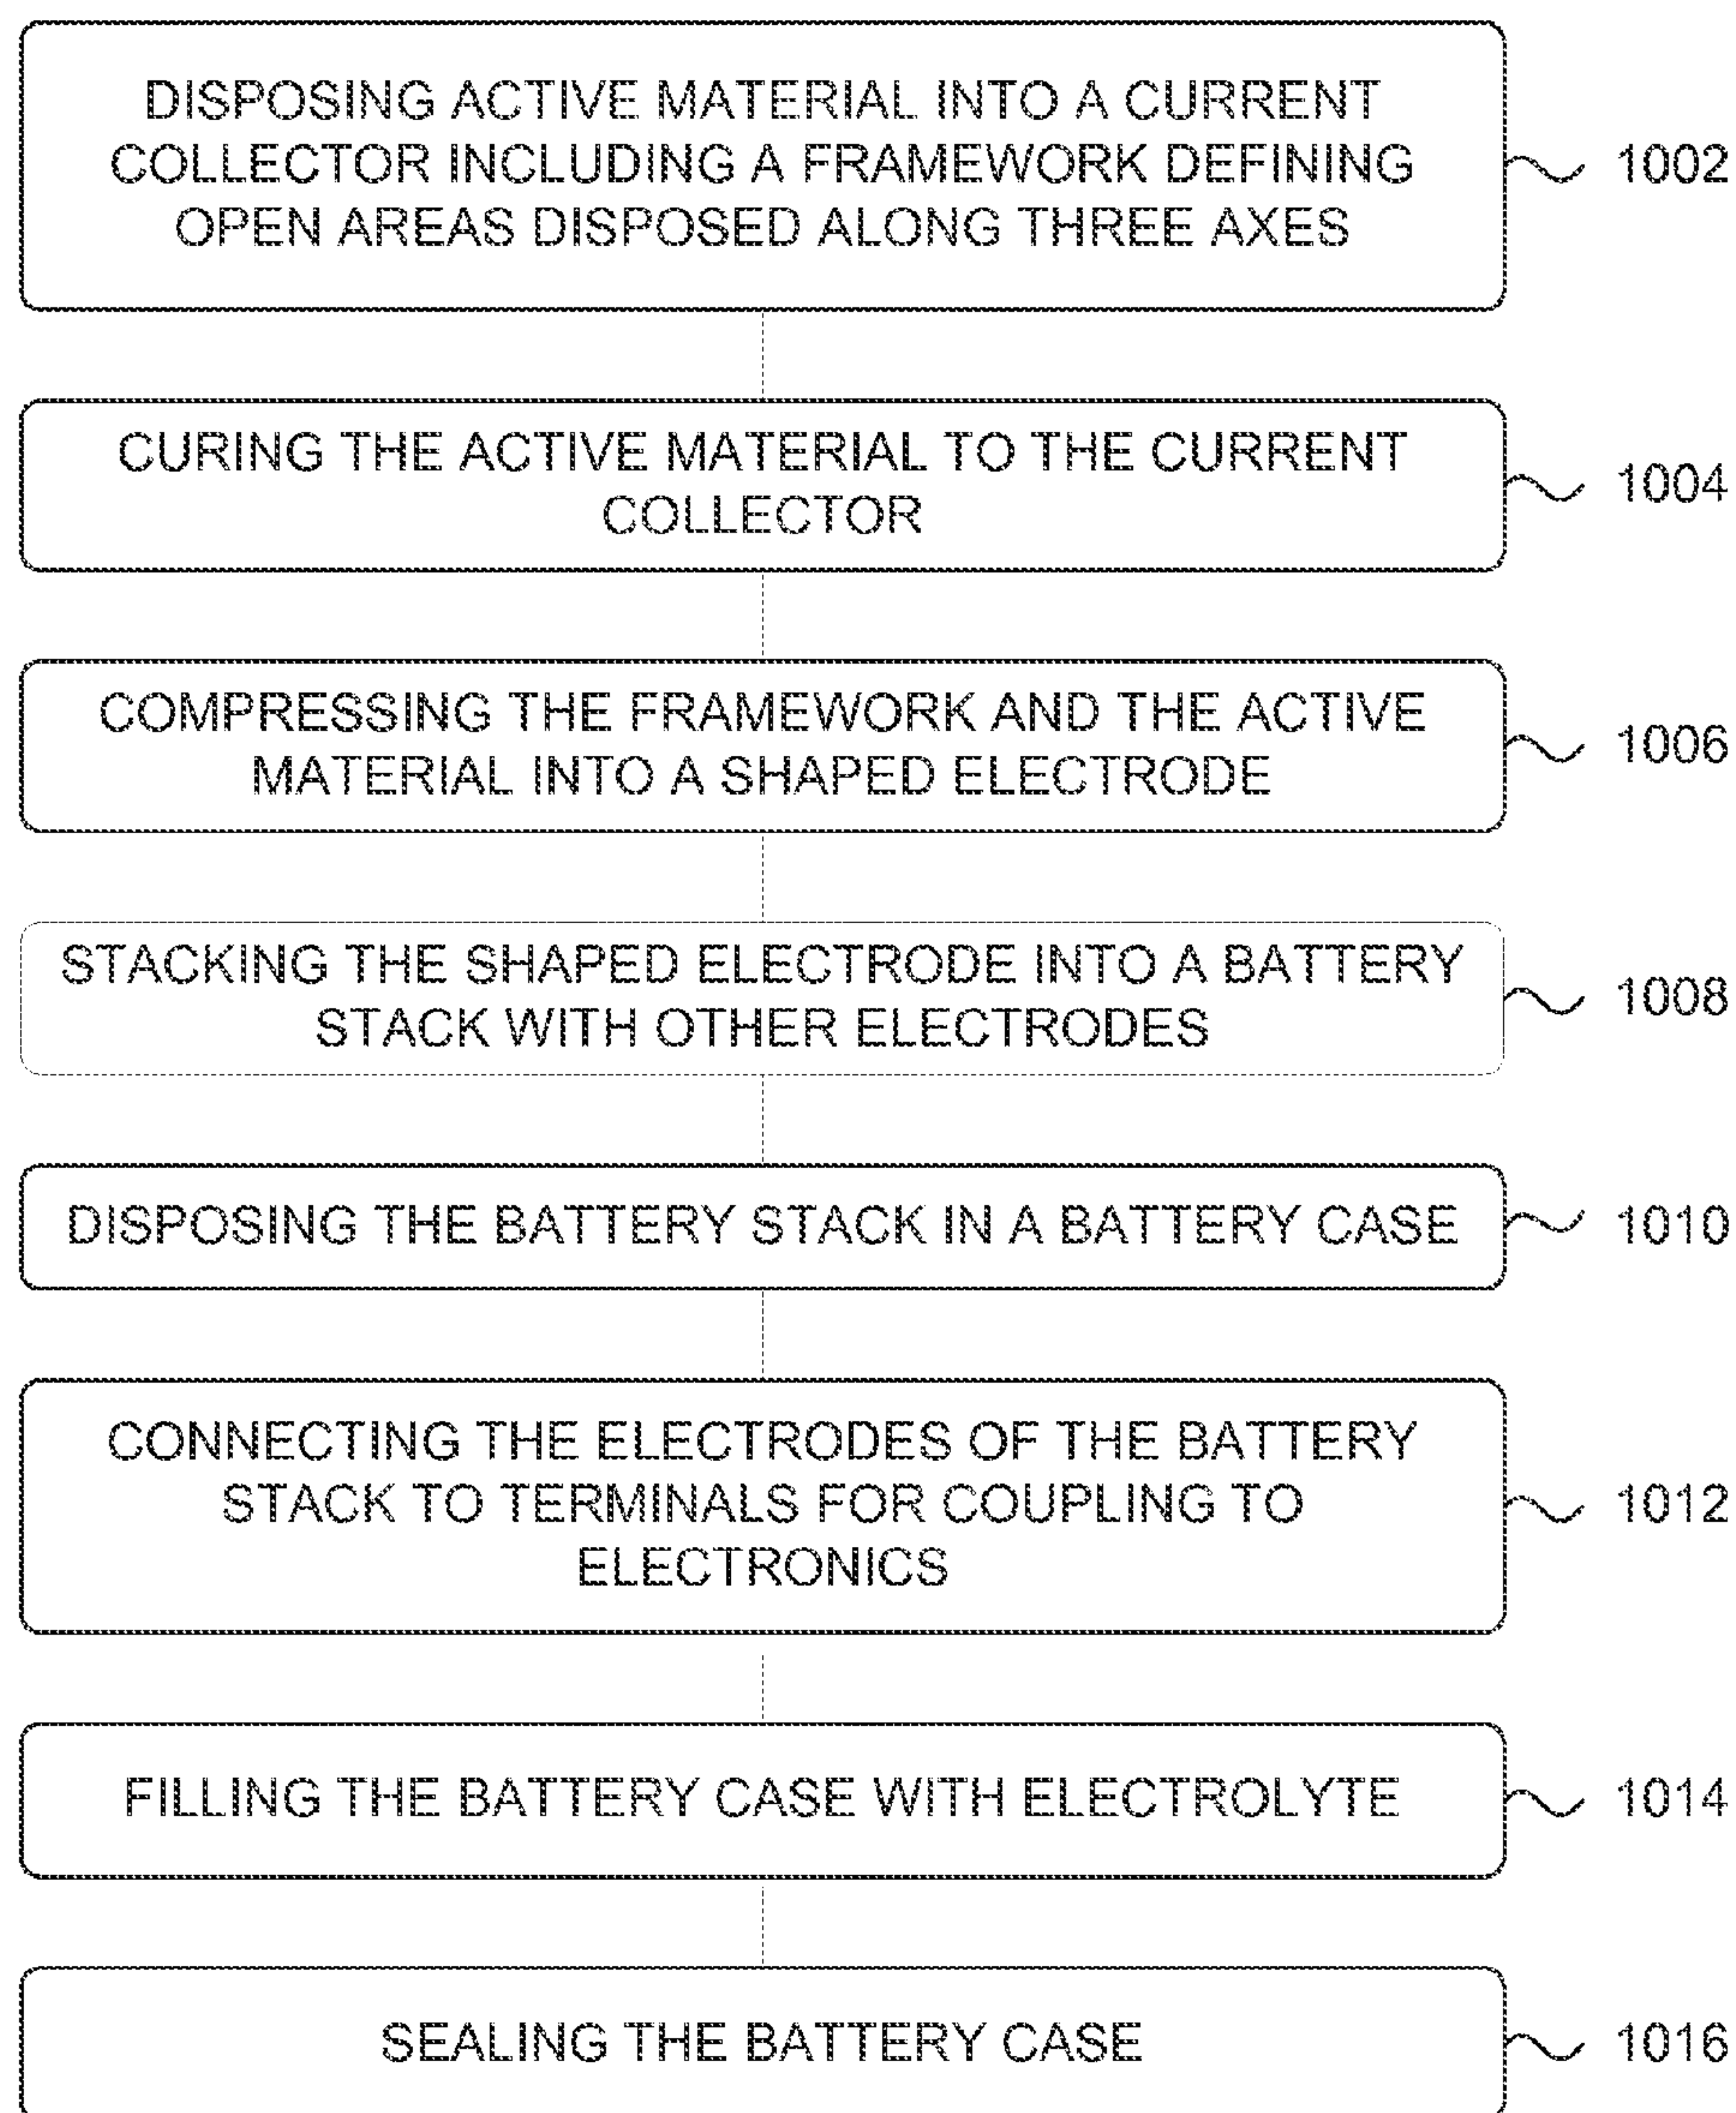 DISPOSING ACTIVE MATERIAL INTO A CURRENT
COLLECTOR INCLUDING A FRAMEWORK DEFINING
OPEN AREAS DISPOSED ALONG THREE AXES
1002
CURING THE ACTIVE MATERIAL TO THE CURRENT
COLLECTOR
1004
COMPRESSING THE FRAMEWORK AND THE ACTIVE
MATERIAL INTO A SHAPED ELECTRODE
1006
STACKING THE SHAPED ELECTRODE INTO A BATTERY
STACK WITH OTHER ELECTRODES
1008
DISPOSING THE BATTERY STACK IN A BATTERY CASE
1010
CONNECTING THE ELECTRODES OF THE BATTERY
STACK TO TERMINALS FOR COUPLING TO
ELECTRONICS
1012
FILLING THE BATTERY CASE WITH ELECTROLYTE
1014
SEALING THE BATTERY CASE
1016